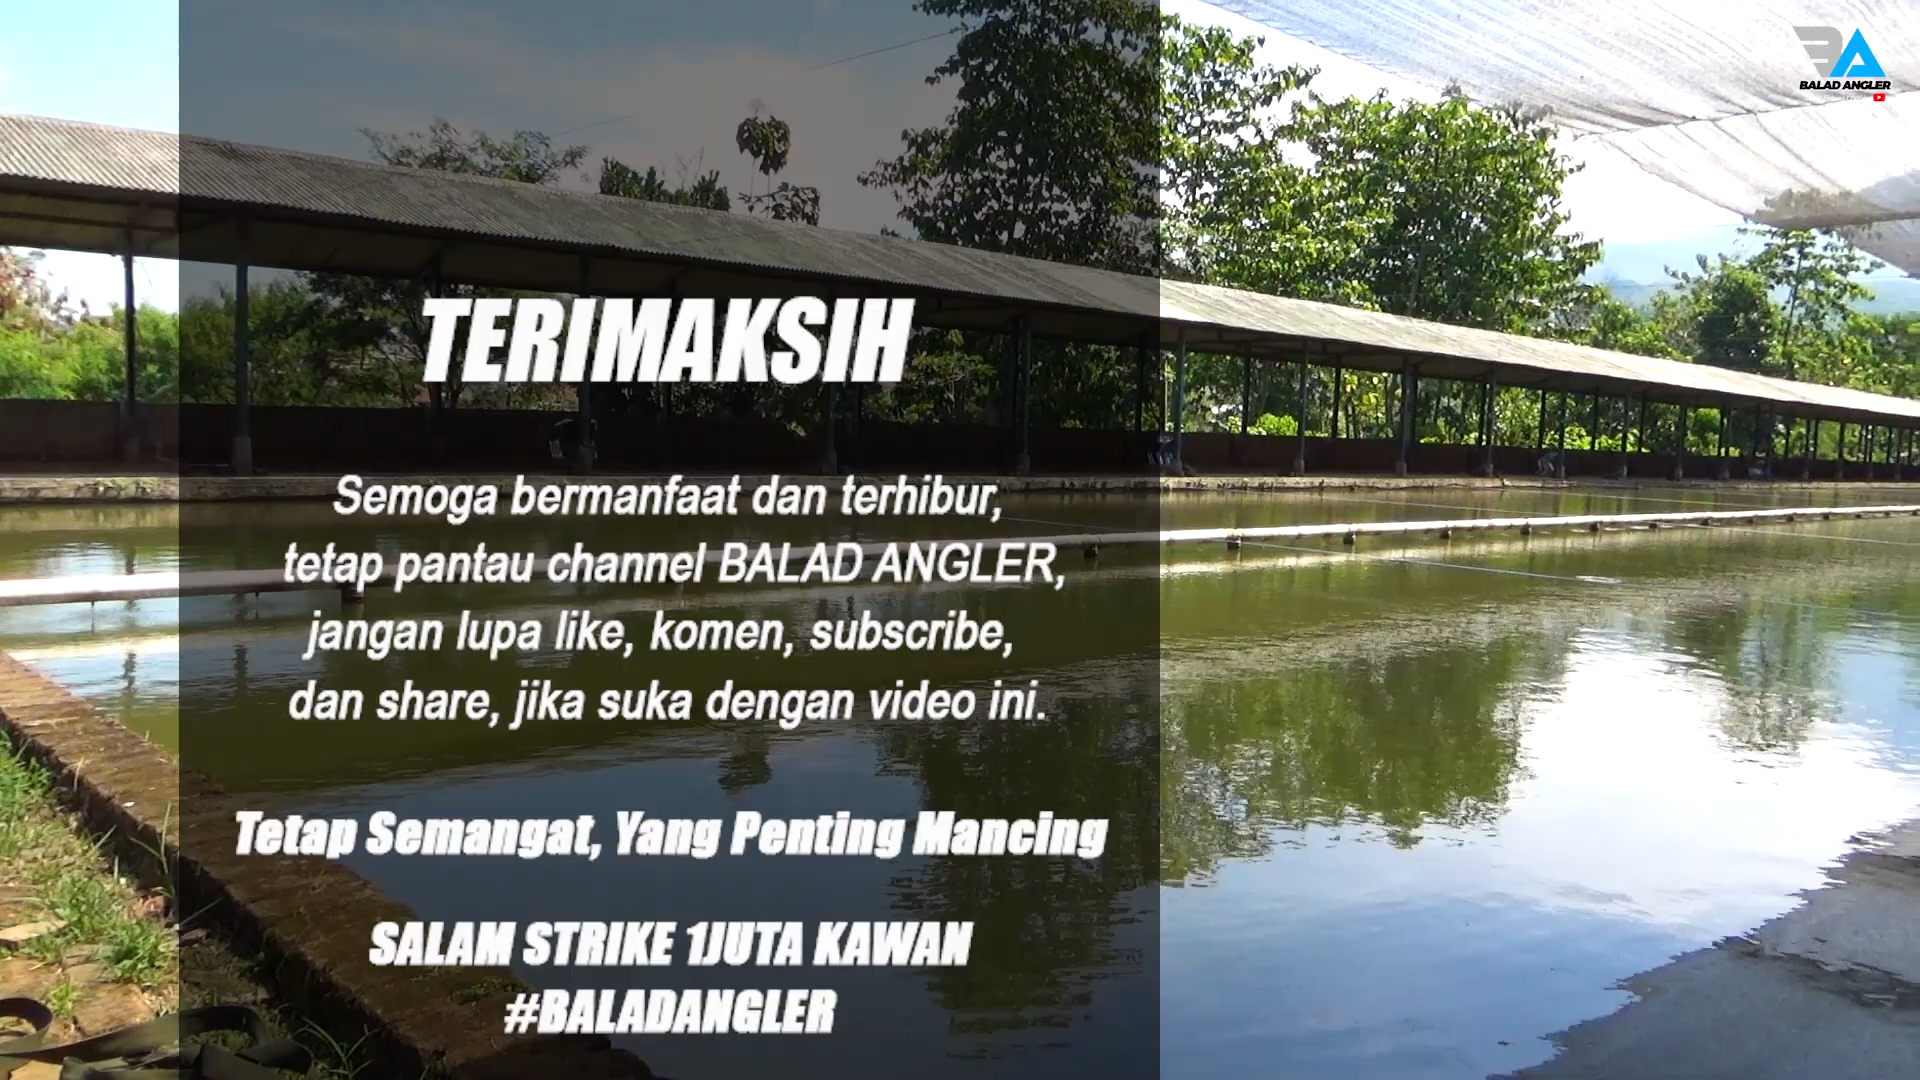 BALAD ANGLER
TERIMAKSIH
Semoga bermanfaat dan terhibur,
tetap pantau channel BALAD ANGLER,
jangan lupa like, komen, subscribe,
dan share, jika suka dengan video ini.
Tetap Semangat, Yang Penting Mancing
SALAM STRIKE 1JUTA KAWAN
#BALADANGLER